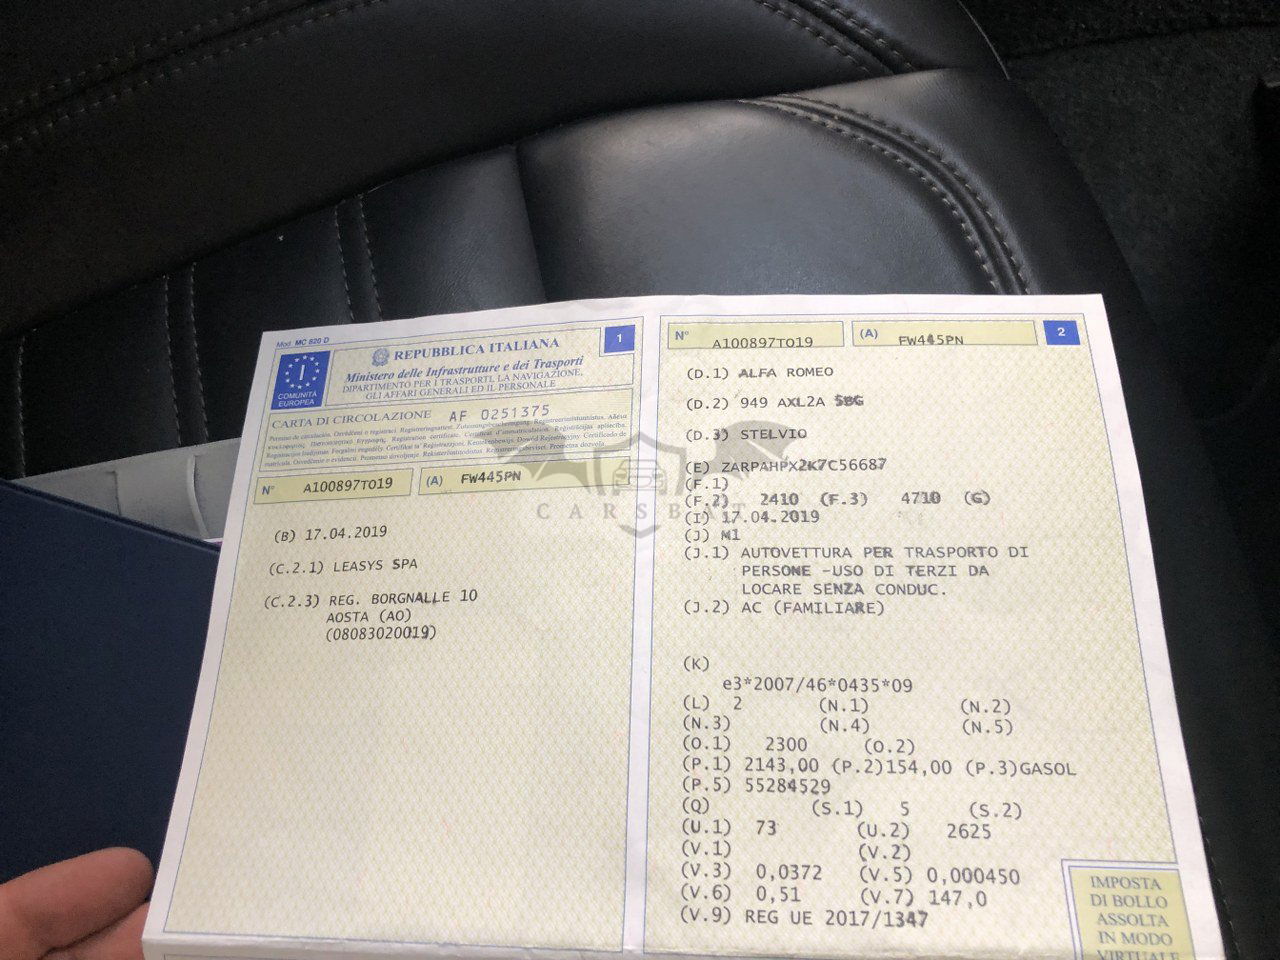 Mod. MC 820 D
REPUBBLICA ITALIANA
Ministero delle Infrastrutture e dei Trasporti
DIPARTIMENTO PER I TRASPORTI, LA NAVIGAZIONE,
GLI AFFARI GENERALI ED IL PERSONALE
1
I
COMUNITÀ
EUROPEA
CARTA DI CIRCOLAZIONE AF 0251375
N° A100897TO19 (A) FW445PN
(B) 17.04.2019
(C.2.1) LEASYS SPA
(C.2.3) REG. BORGNALLE 10
AOSTA (AO)
(08083020019)
N° A100897TO19 (A) FW445PN 2
(D.1) ALFA ROMEO
(D.2) 949 AXL2A 5BG
(D.3) STELVIO
(E) ZARPAHPX2K7C56687
(F.1)
(F.2) 2410 (F.3) 4710 (G)
(I) 17.04.2019
(J) M1
(J.1) AUTOVETTURA PER TRASPORTO DI
PERSONE -USO DI TERZI DA
LOCARE SENZA CONDUC.
(J.2) AC (FAMILIARE)
(K)
e3*2007/46*0435*09
(L) 2 (N.1) (N.2)
(N.3) (N.4) (N.5)
(O.1) 2300 (O.2)
(P.1) 2143,00 (P.2)154,00 (P.3)GASOL
(P.5) 55284529
(Q) (S.1) 5 (S.2)
(U.1) 73 (U.2) 2625
(V.1) (V.2)
(V.3) 0,0372 (V.5) 0,000450
(V.6) 0,51 (V.7) 147,0
(V.9) REG UE 2017/1347
IMPOSTA
DI BOLLO
ASSOLTA
IN MODO
VIRTUALE
CARSBAT